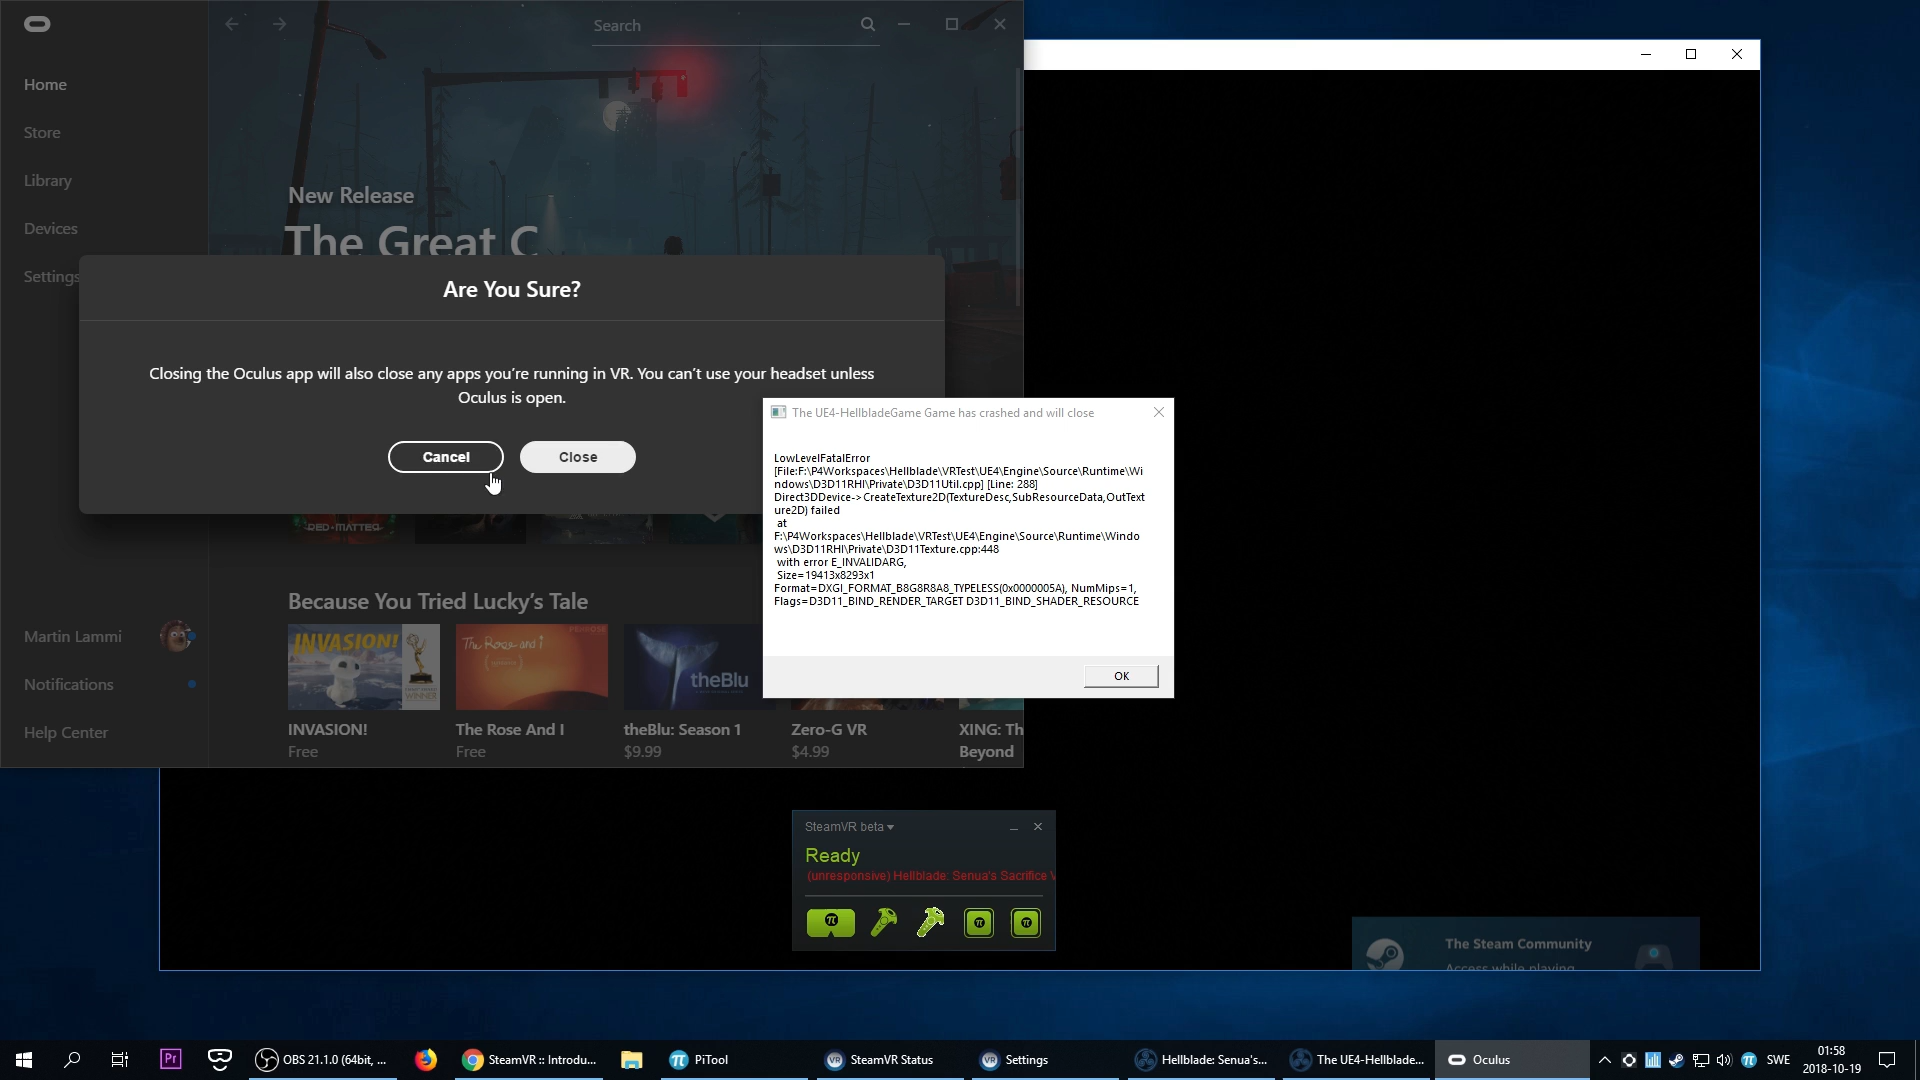 Search
Home
Store
Library
Devices
Settings
New Release
The Great C
Are You Sure?
Closing the Oculus app will also close any apps you're running in VR. You can't use your headset unless
Oculus is open.
Cancel
Close
RED MATTER
Because You Tried Lucky's Tale
INVASION!
The Rose and i
theBlu
INVASION!
Free
The Rose And I
Free
theBlu: Season 1
$9.99
Zero-G VR
$4.99
XING: Th
Beyond
Martin Lammi
Notifications
Help Center
The UE4-HellbladeGame Game has crashed and will close
LowLevelFatalError
[File:F:\P4Workspaces\Hellblade\VRTest\UE4\Engine\Source\Runtime\Wi
ndows\D3D11RHI\Private\D3D11Util.cpp] [Line: 288]
Direct3DDevice->CreateTexture2D(TextureDesc,SubResourceData,OutText
ure2D) failed
at
F:\P4Workspaces\Hellblade\VRTest\UE4\Engine\Source\Runtime\Windo
ws\D3D11RHI\Private\D3D11Texture.cpp:448
with error E_INVALIDARG,
Size=19413x8293x1
Format=DXGI_FORMAT_B8G8R8A8_TYPELESS(0x0000005A), NumMips=1,
Flags=D3D11_BIND_RENDER_TARGET D3D11_BIND_SHADER_RESOURCE
OK
SteamVR beta
Ready
(unresponsive) Hellblade: Senua's Sacrifice V
The Steam Community
Access while playing
Pr
OBS 21.1.0 (64bit, ...
SteamVR :: Introdu...
PiTool
VR SteamVR Status
VR Settings
Hellblade: Senua's...
The UE4-Hellblade...
Oculus
SWE
01:58
2018-10-19